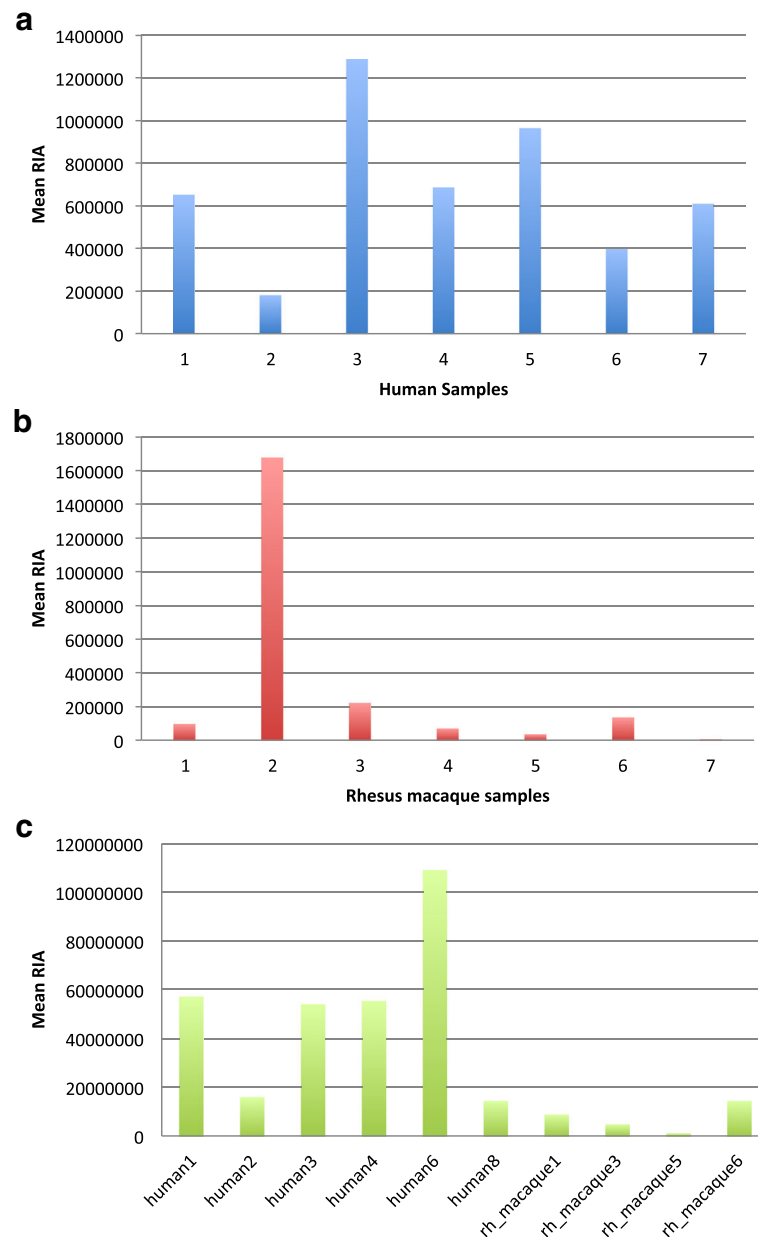 a
1400000
1200000
1000000
800000
600000
400000
200000
0
Mean RIA
1 2 3 4 5 6 7
Human Samples
b
1800000
1600000
1400000
1200000
1000000
800000
600000
400000
200000
0
Mean RIA
1 2 3 4 5 6 7
Rhesus macaque samples
c
120000000
100000000
80000000
60000000
40000000
20000000
0
Mean RIA
human1 human2 human3 human4 human6 human8 rh_macaque1 rh_macaque3 rh_macaque5 rh_macaque6